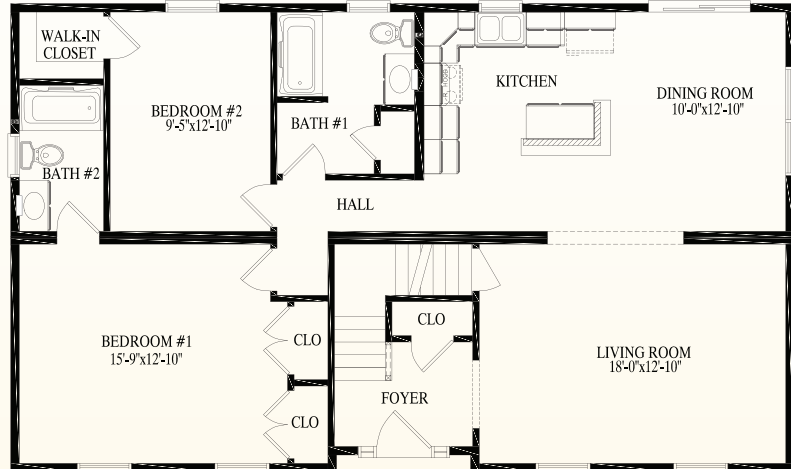 WALK-IN
CLOSET
BEDROOM #2
9'-5"x12'-10"
BATH #1
KITCHEN
DINING ROOM
10'-0"x12'-10"
BATH #2
HALL
BEDROOM #1
15'-9"x12'-10"
CLO
CLO
CLO
FOYER
LIVING ROOM
18'-0"x12'-10"